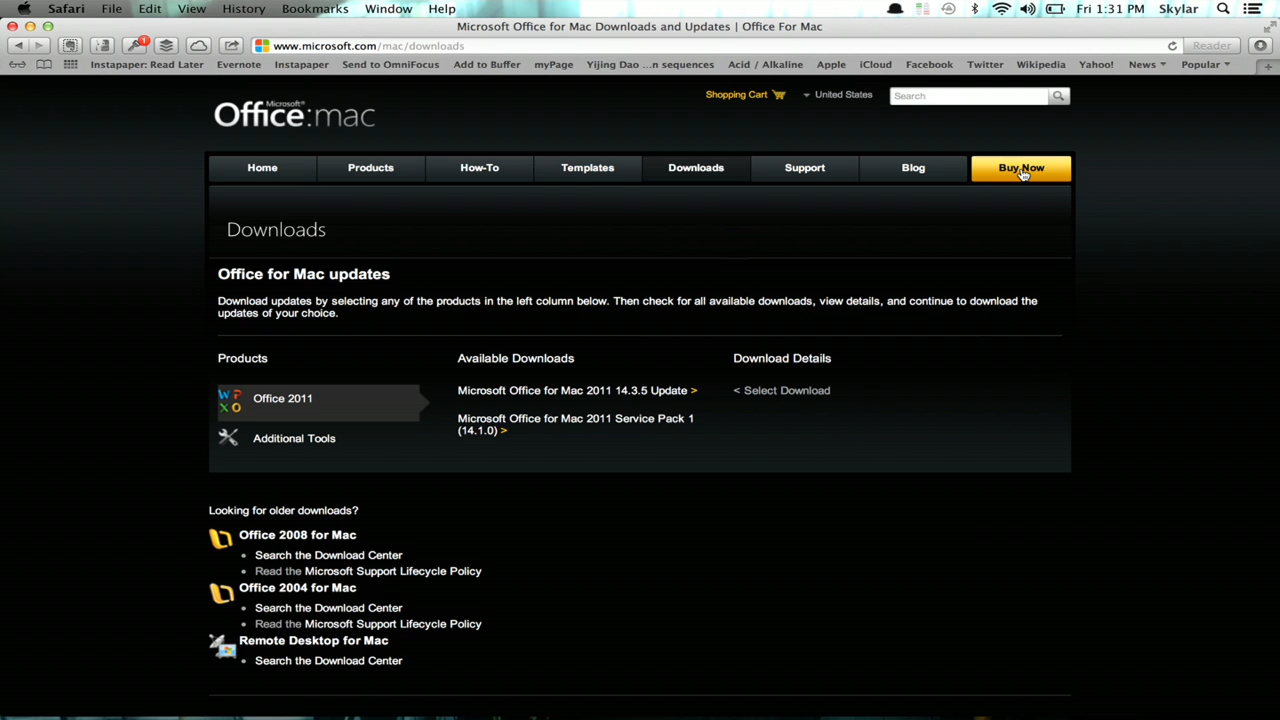 Safari File Edit View History Bookmarks Window Help Fri 1:31 PM Skylar
Microsoft Office for Mac Downloads and Updates | Office For Mac
1
www.microsoft.com/mac/downloads
Reader
Instapaper: Read Later Evernote Instapaper Send to OmniFocus Add to Buffer myPage Yijing Dao ...n sequences Acid / Alkaline Apple iCloud Facebook Twitter Wikipedia Yahoo! News Popular
Shopping Cart United States Search
Microsoft®
Office:mac
Home Products How-To Templates Downloads Support Blog Buy Now
Downloads
Office for Mac updates
Download updates by selecting any of the products in the left column below. Then check for all available downloads, view details, and continue to download the
updates of your choice.
Products Available Downloads Download Details
W P
X O
Office 2011
Microsoft Office for Mac 2011 14.3.5 Update >
< Select Download
Microsoft Office for Mac 2011 Service Pack 1
(14.1.0) >
Additional Tools
Looking for older downloads?
Office 2008 for Mac
• Search the Download Center
• Read the Microsoft Support Lifecycle Policy
Office 2004 for Mac
• Search the Download Center
• Read the Microsoft Support Lifecycle Policy
Remote Desktop for Mac
• Search the Download Center